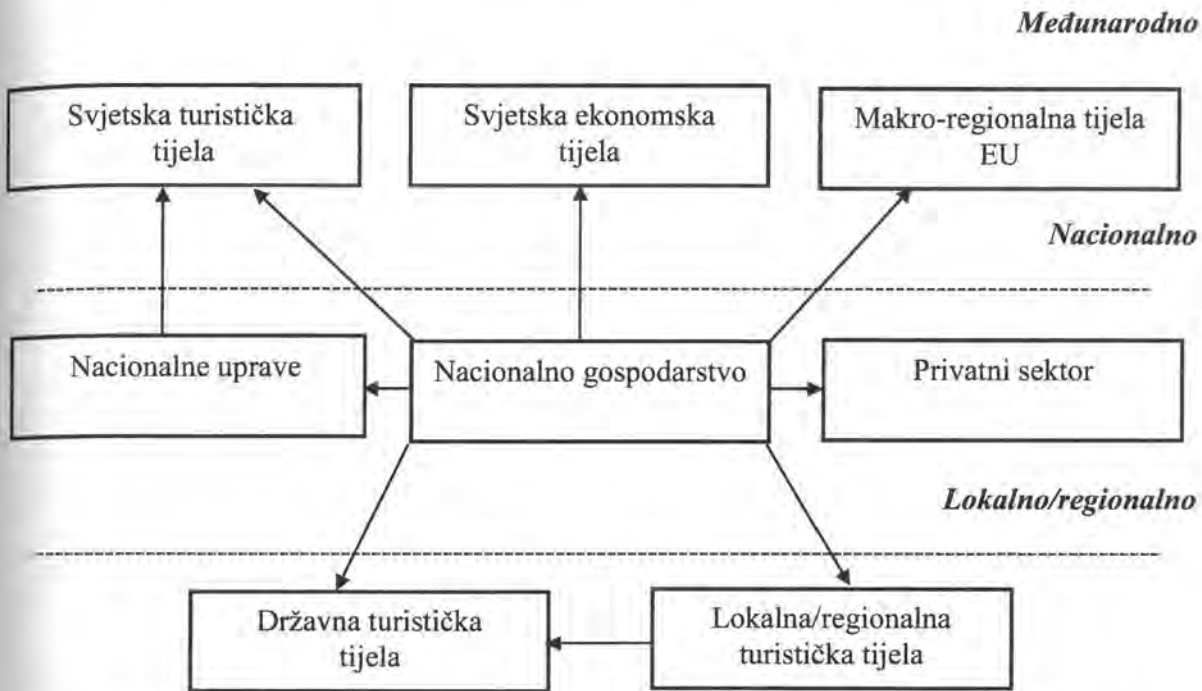 Međunarodno
Svjetska turistička
tijela
Svjetska ekonomska
tijela
Makro-regionalna tijela
EU
Nacionalno
Nacionalne uprave
Nacionalno gospodarstvo
Privatni sektor
Lokalno/regionalno
Državna turistička
tijela
Lokalna/regionalna
turistička tijela